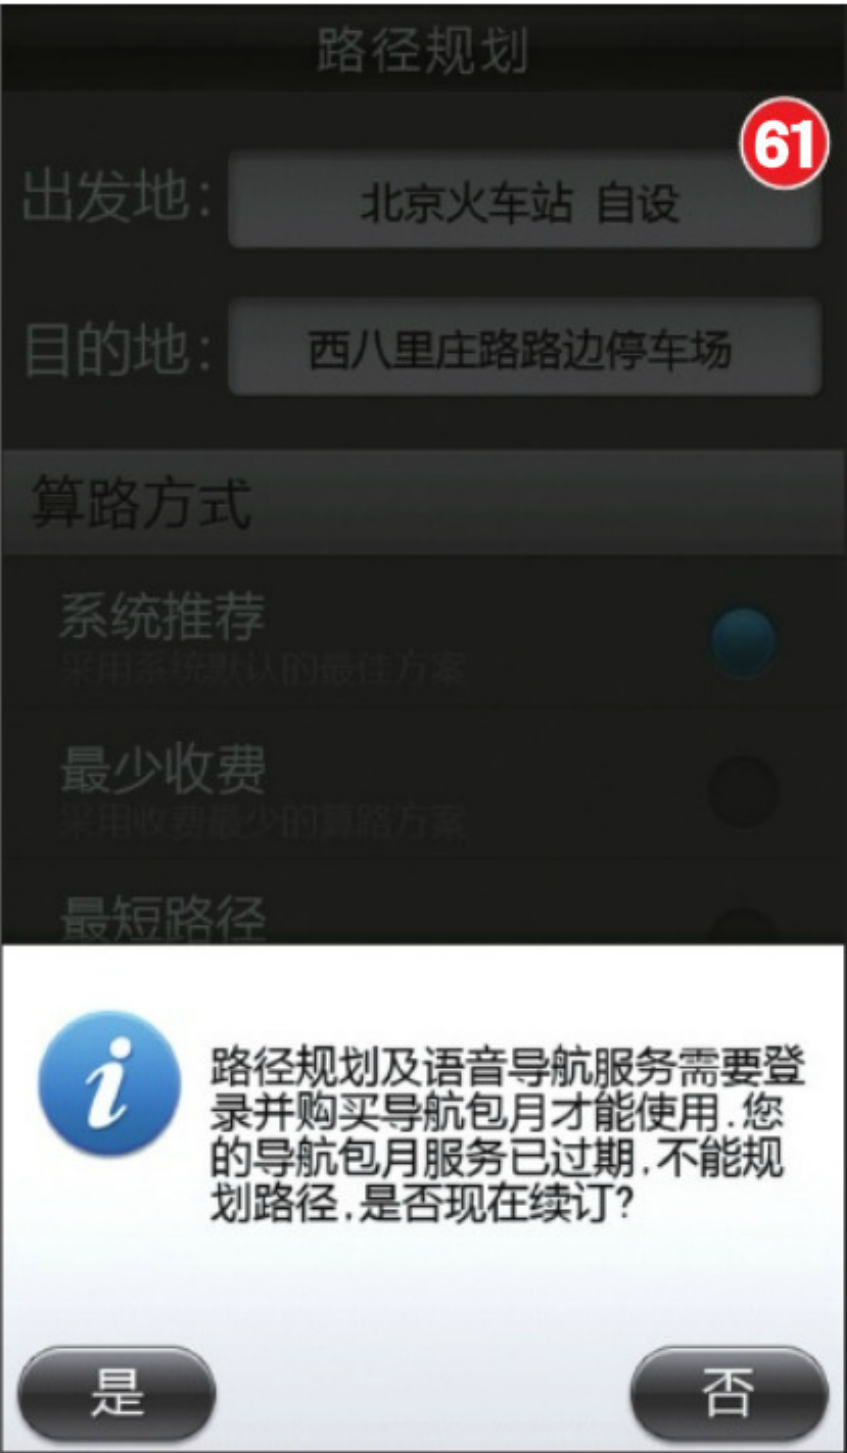 路径规划
61
出发地：
北京火车站 自设
目的地：
西八里庄路路边停车场
算路方式
系统推荐
采用系统默认的最佳方案
最少收费
采用收费最少的算路方案
最短路径
i
路径规划及语音导航服务需要登
录并购买导航包月才能使用.您
的导航包月服务已过期,不能规
划路径,是否现在续订?
是
否